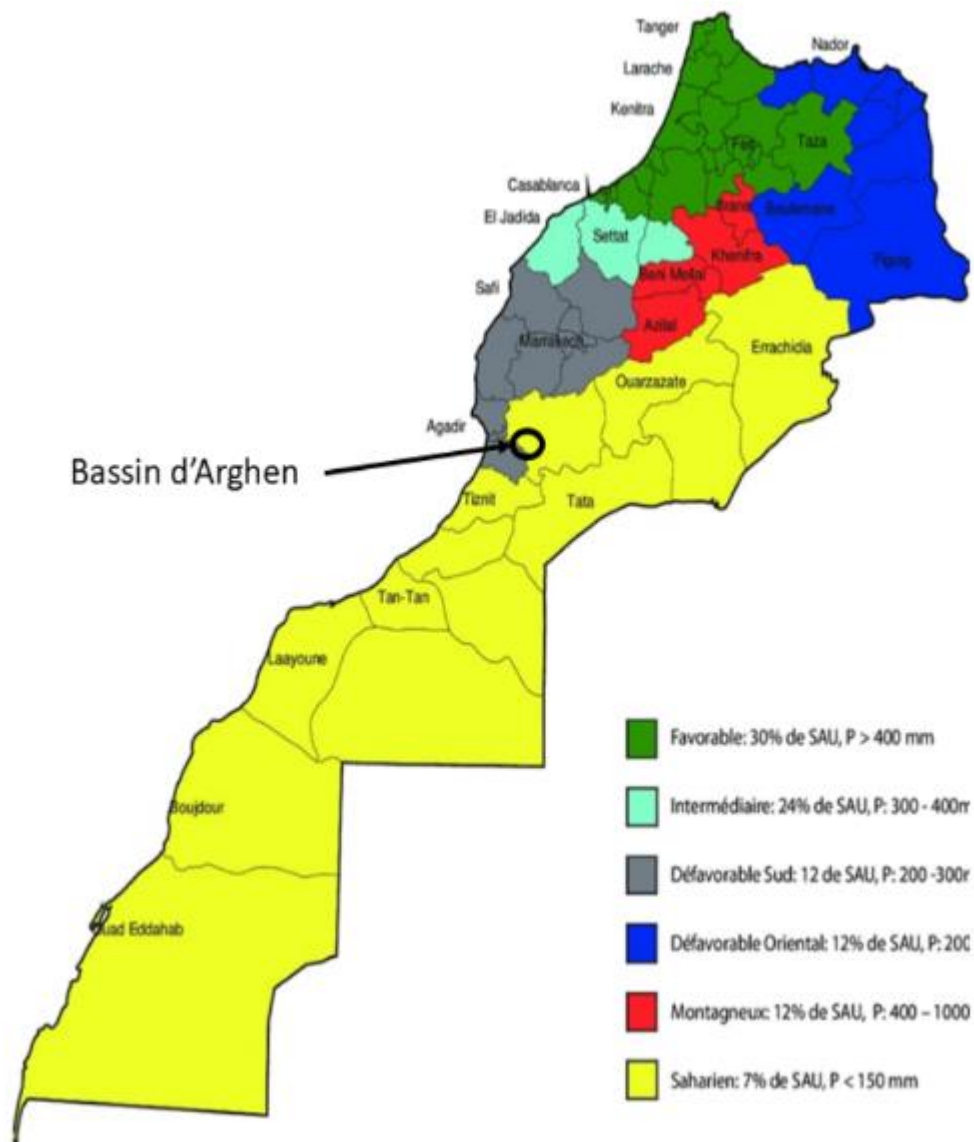 Tanger
Nador
Larache
Kenitra
Fes
Taza
Casablanca
El Jadida
Settat
Boulemane
Khenifra
Figuig
Beni Mellal
Safi
Azilal
Marrakech
Errachidia
Ouarzazate
Agadir
Bassin d'Arghen
Tiznit
Tata
Tan-Tan
Laayoune
Favorable: 30% de SAU, P > 400 mm
Intermédiaire: 24% de SAU, P: 300 - 400m
Boujdour
Défavorable Sud: 12 de SAU, P: 200 -300m
Ouad Eddahab
Défavorable Oriental: 12% de SAU, P: 200
Montagneux: 12% de SAU, P: 400 – 1000
Saharien: 7% de SAU, P < 150 mm